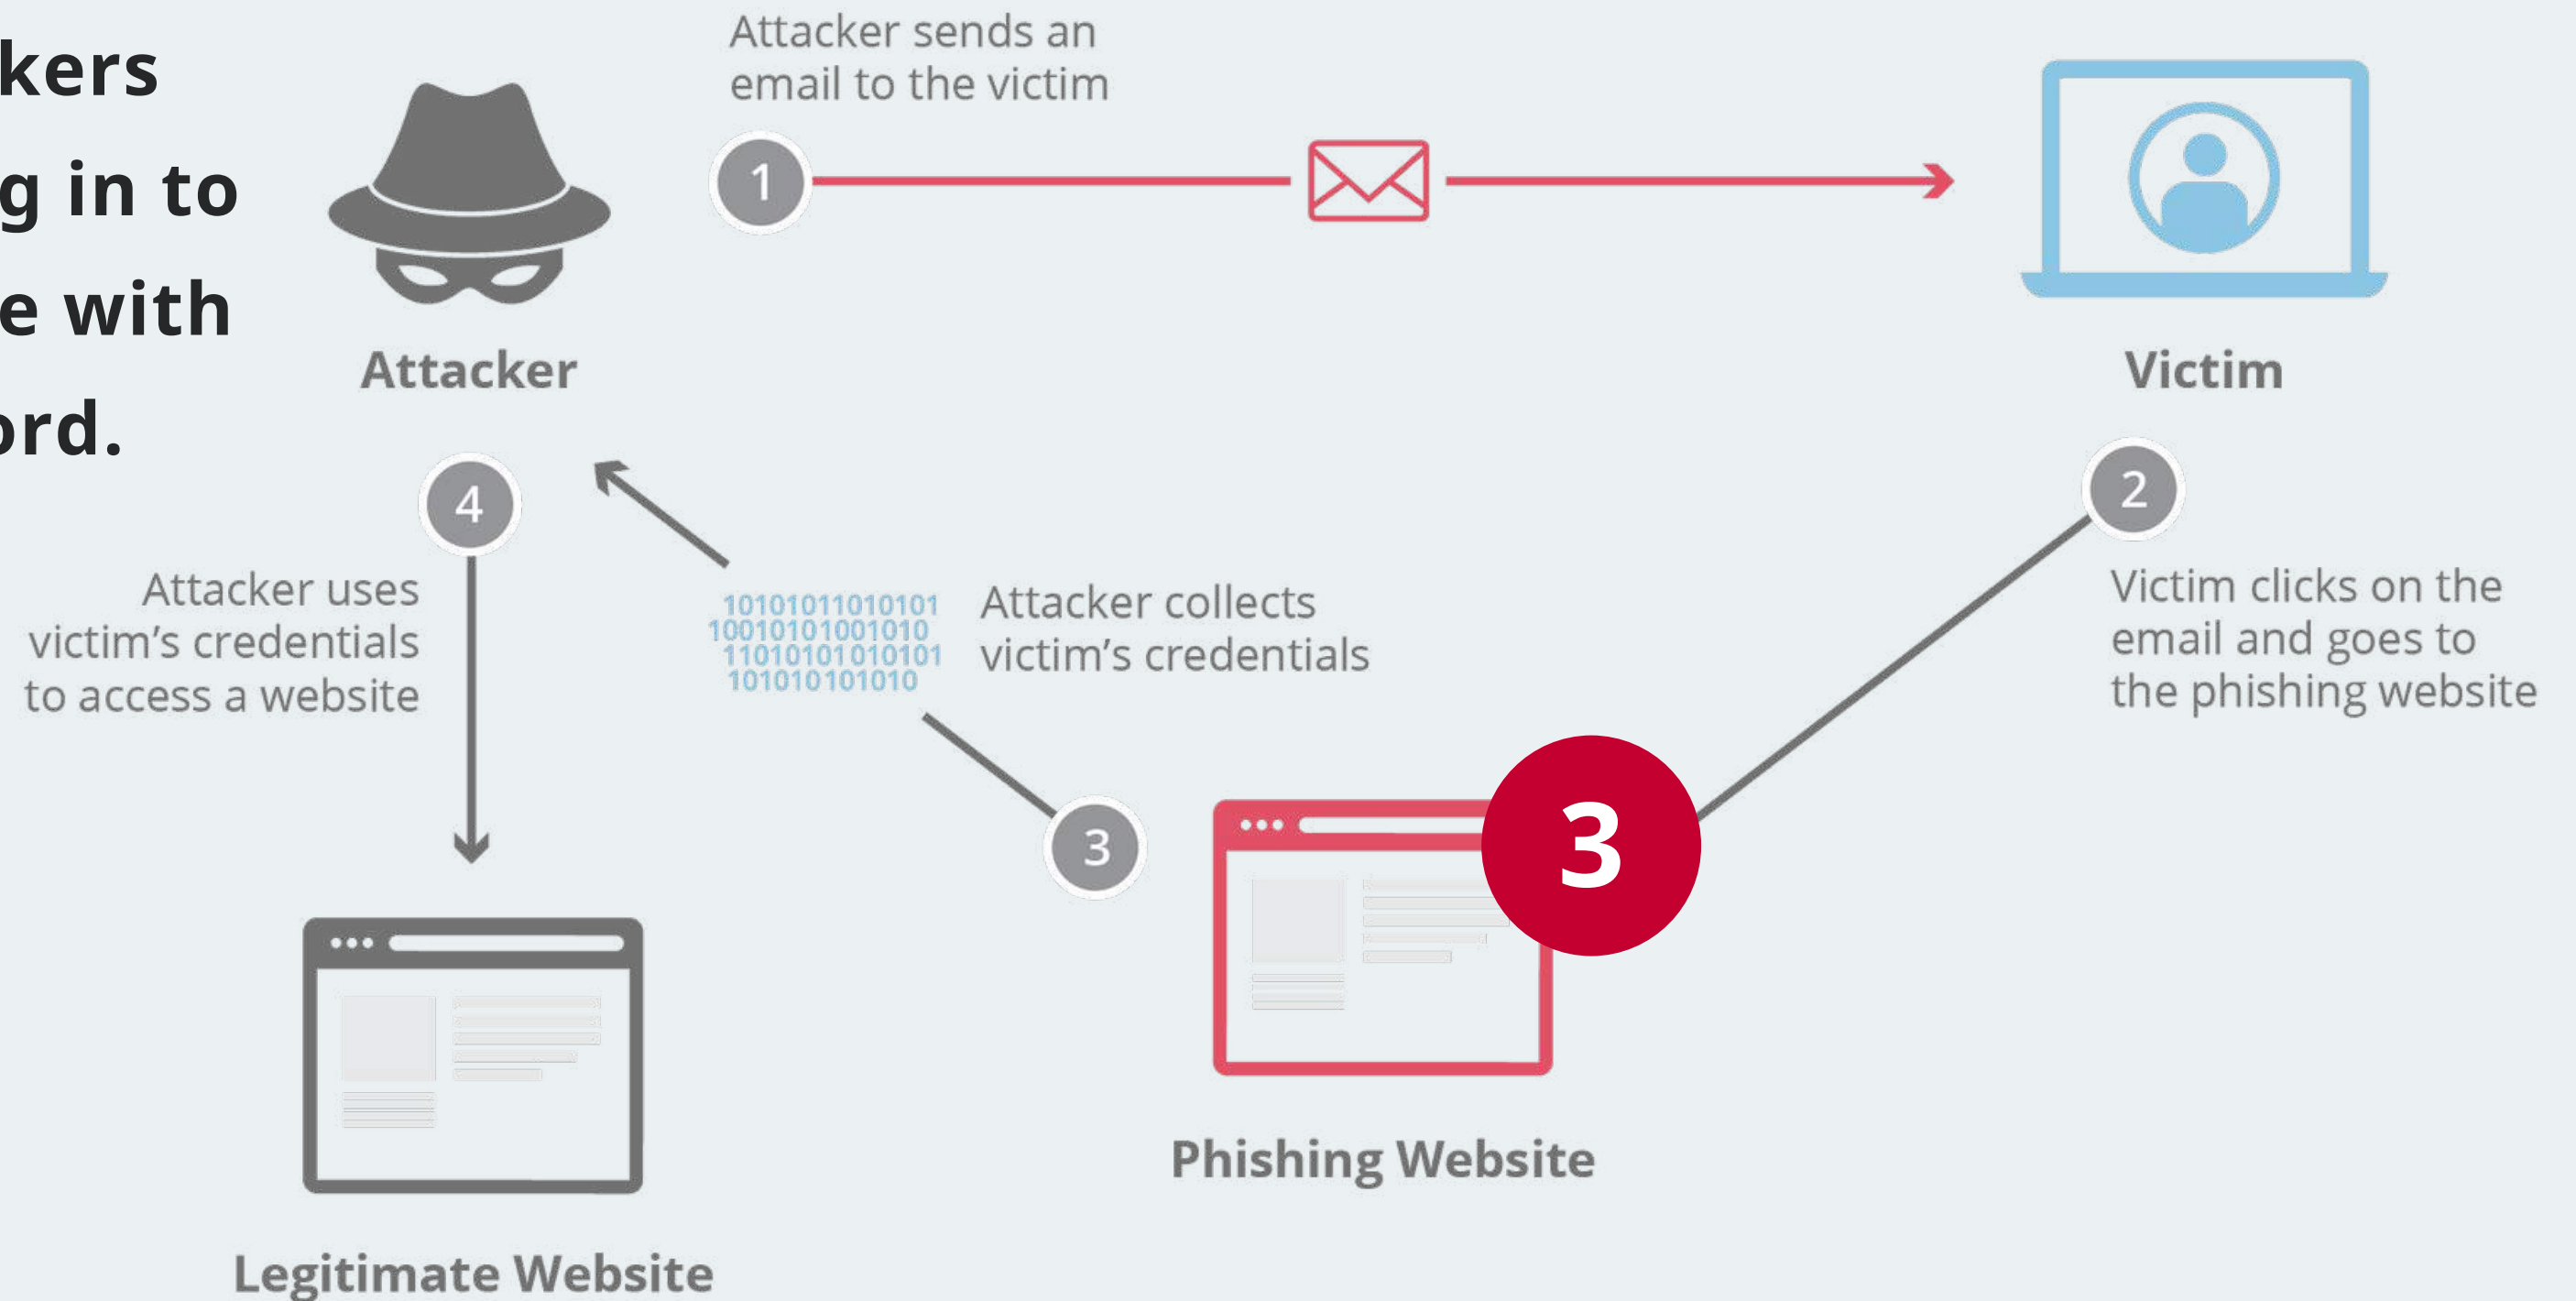 kers
g in to
e with
ord.
Attacker sends an
email to the victim
1
Attacker
Victim
2
Victim clicks on the
email and goes to
the phishing website
4
Attacker uses
victim's credentials
to access a website
10101011010101
10010101001010
11010101010101
101010101010
Attacker collects
victim's credentials
3
3
Phishing Website
Legitimate Website